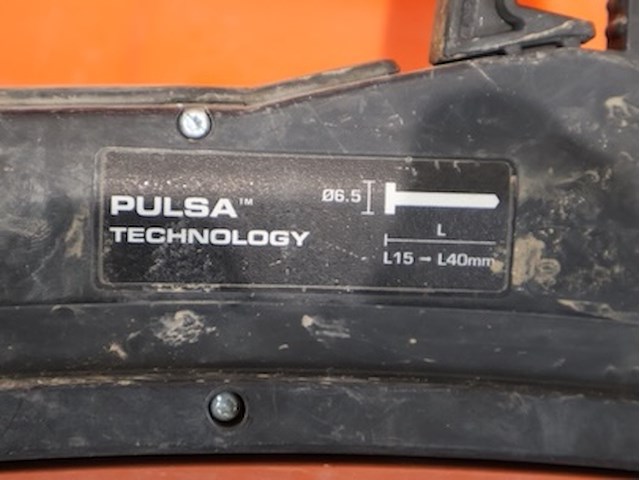 PULSA™
TECHNOLOGY
Ø6.5
L
L15 - L40mm